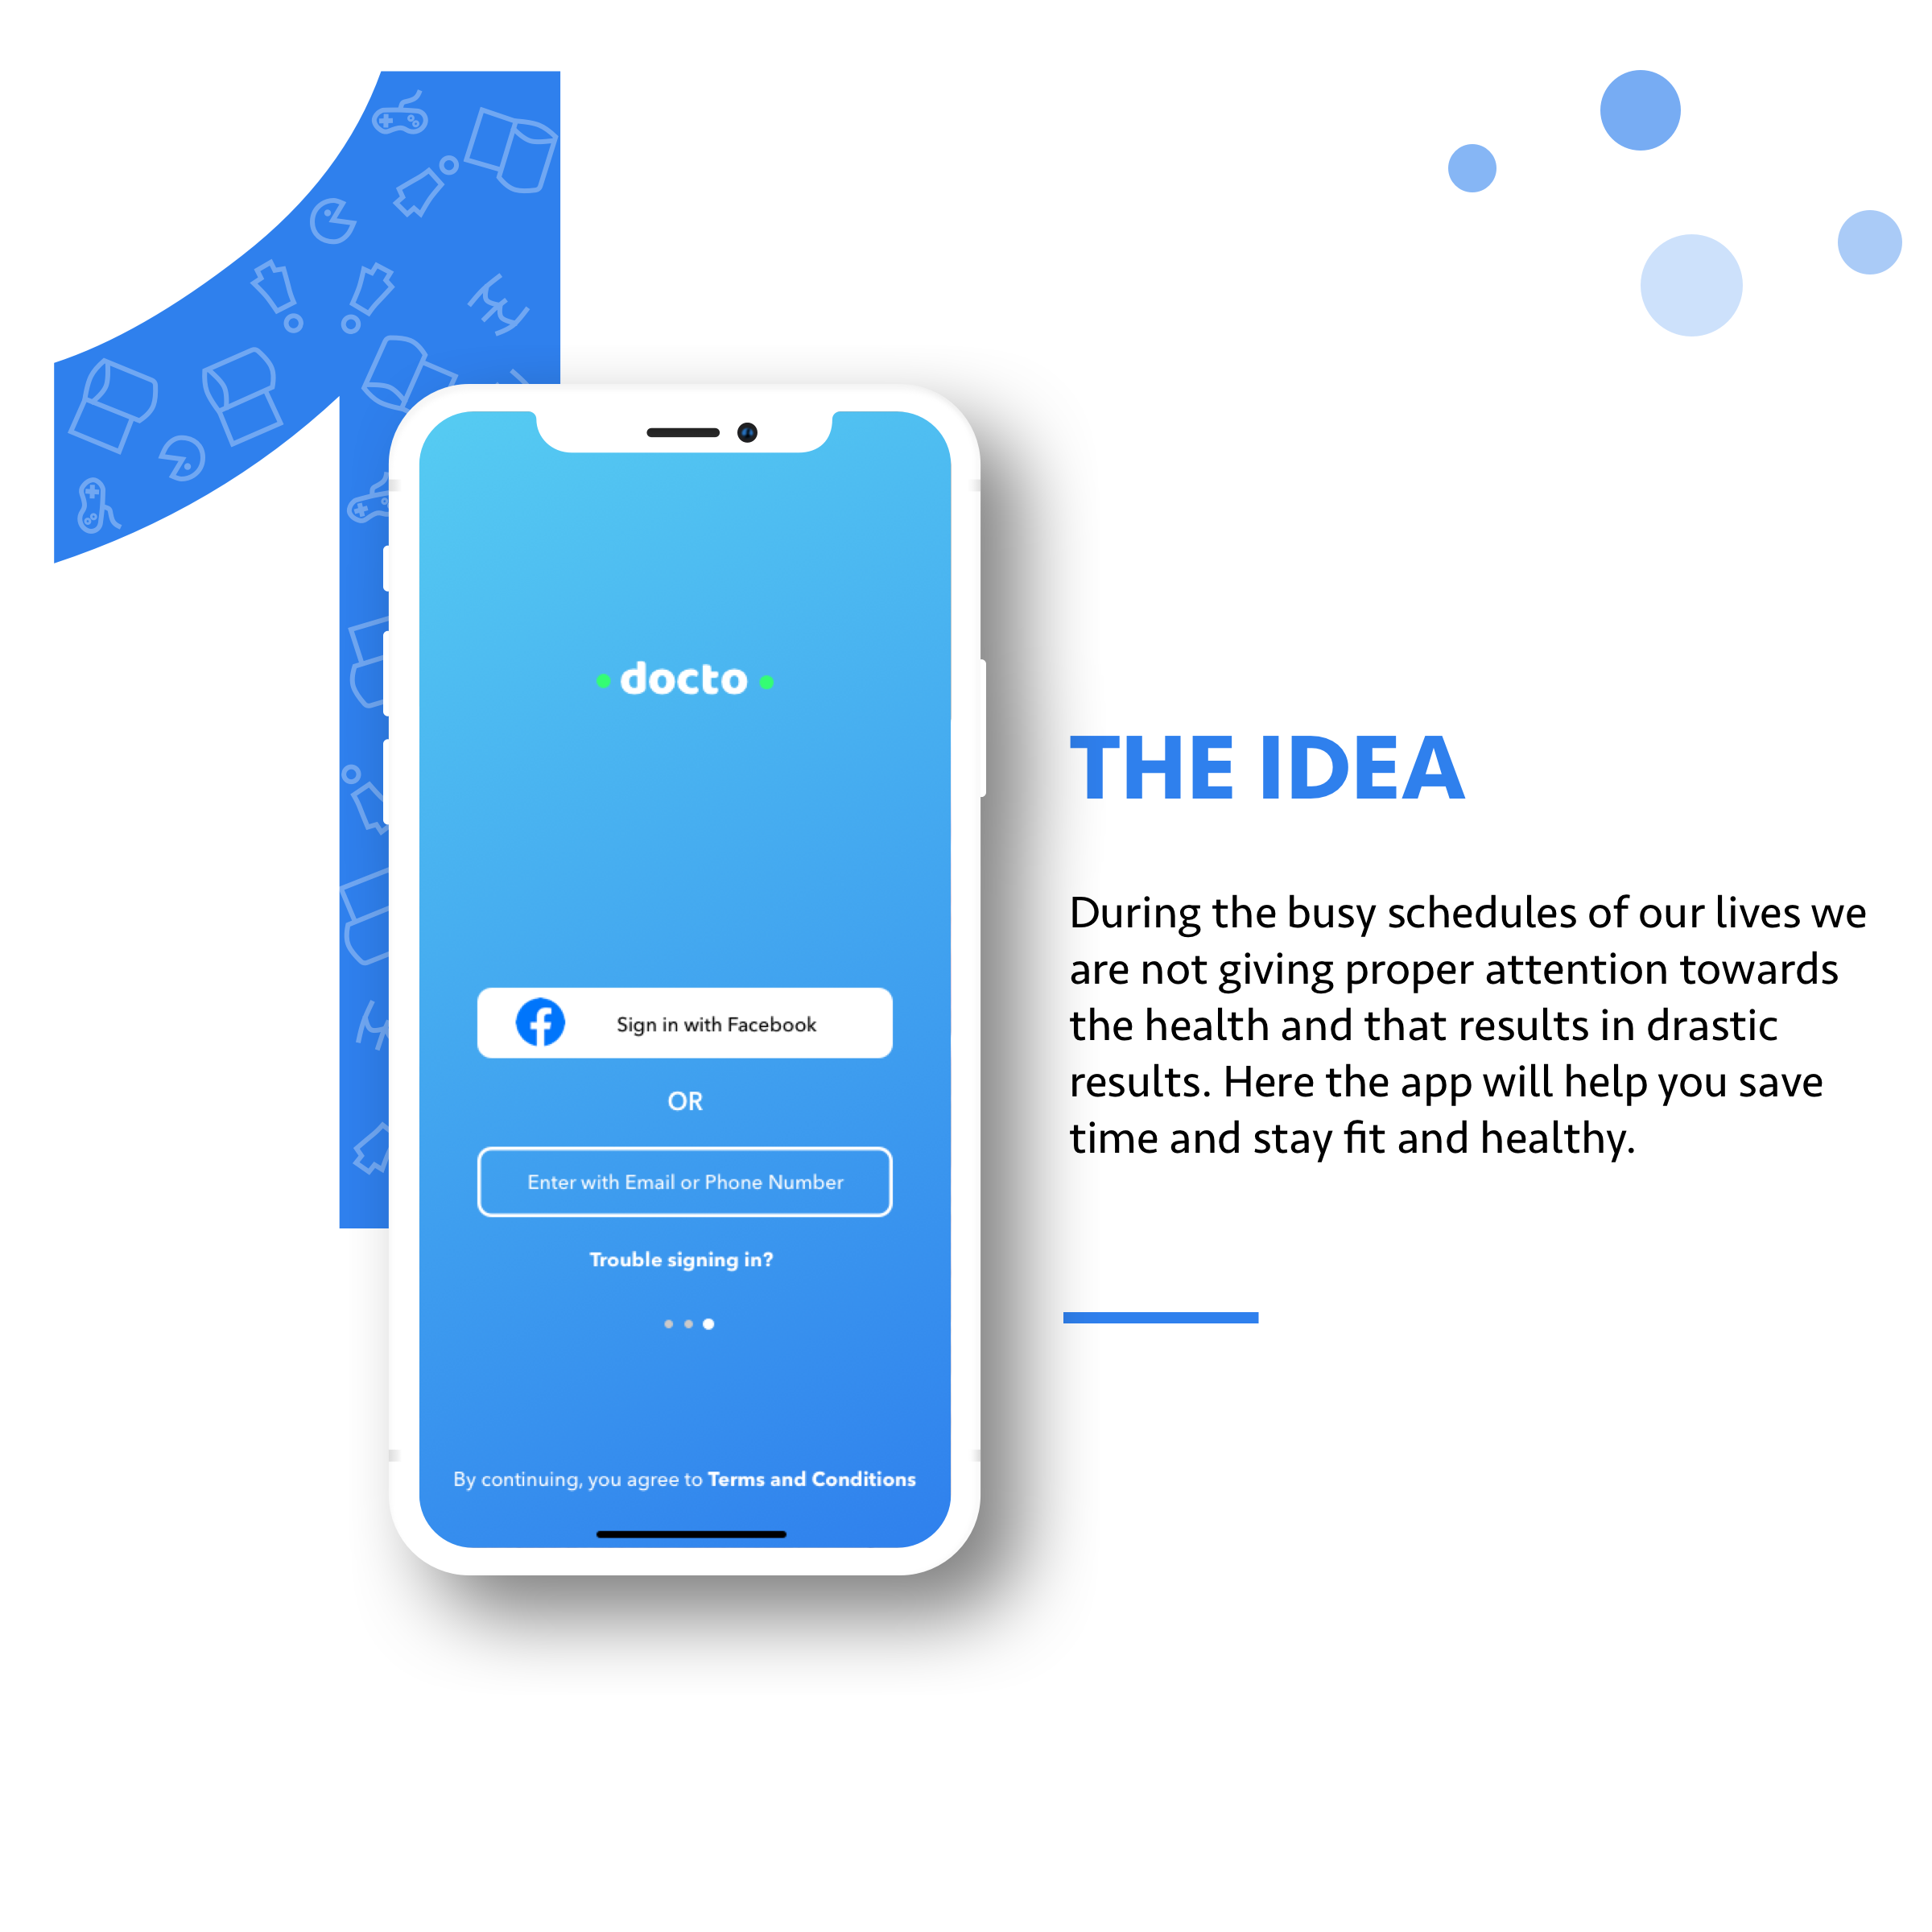 1
docto
Sign in with Facebook
OR
Enter with Email or Phone Number
Trouble signing in?
By continuing, you agree to Terms and Conditions
THE IDEA
During the busy schedules of our lives we
are not giving proper attention towards
the health and that results in drastic
results. Here the app will help you save
time and stay fit and healthy.